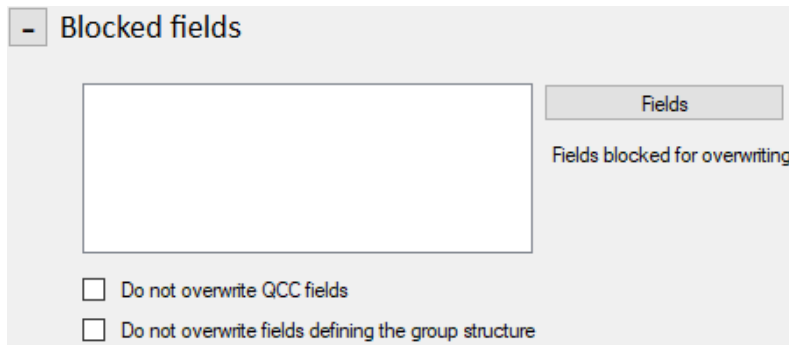 - Blocked fields
Fields
Fields blocked for overwriting
Do not overwrite QCC fields
Do not overwrite fields defining the group structure